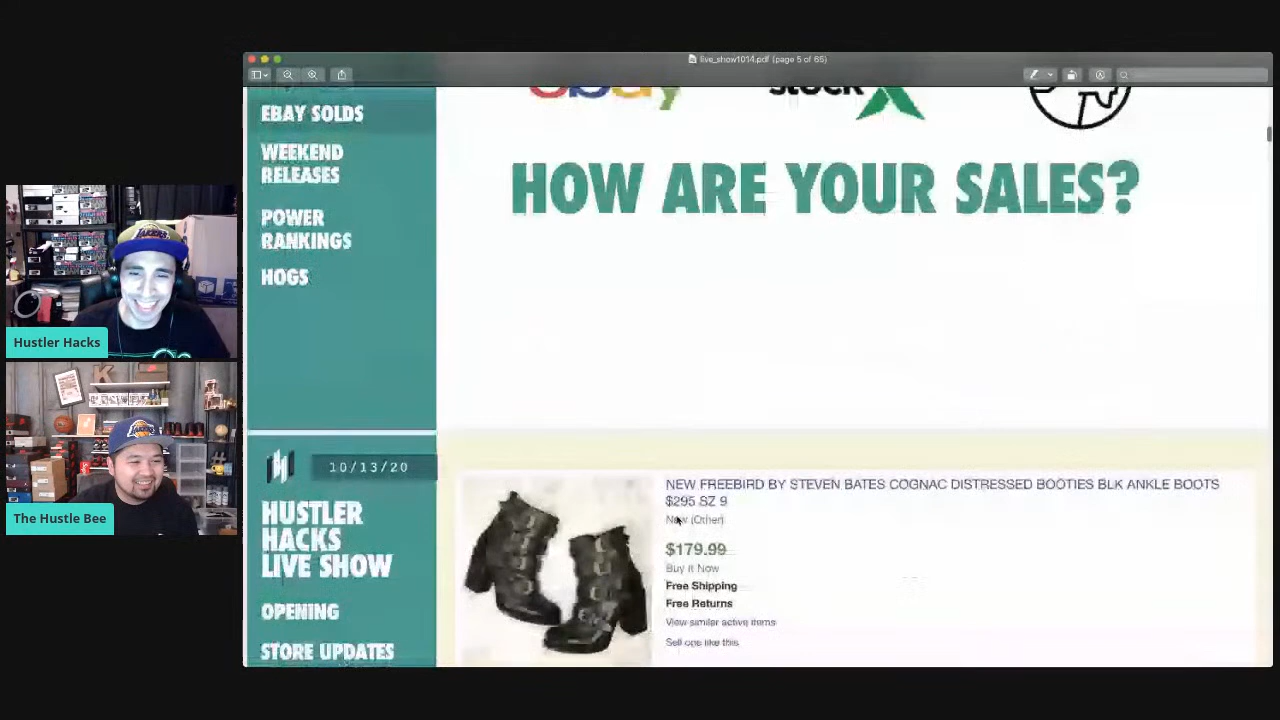 live_show1014.pdf (page 5 of 65)
ebay
stock
EBAY SOLDS
WEEKEND
RELEASES
POWER
RANKINGS
HOGS
HOW ARE YOUR SALES?
Hustler Hacks
The Hustle Bee
10/13/20
HUSTLER
HACKS
LIVE SHOW
OPENING
STORE UPDATES
NEW FREEBIRD BY STEVEN BATES COGNAC DISTRESSED BOOTIES BLK ANKLE BOOTS
$295 SZ 9
New (Other)
$179.99
Buy It Now
Free Shipping
Free Returns
View similar active items
Sell one like this